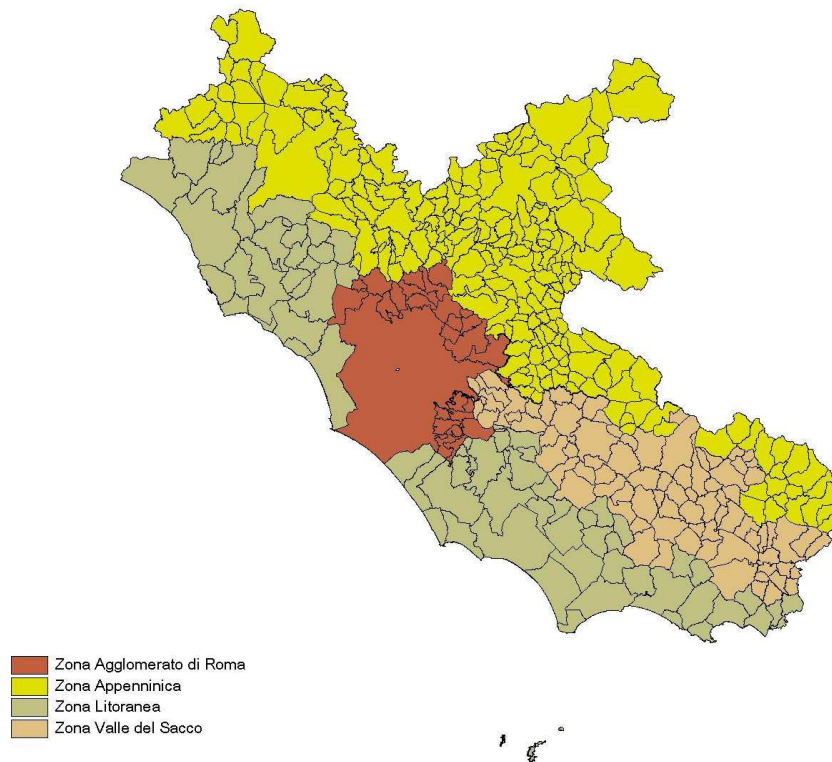 Zona Agglomerato di Roma
Zona Appenninica
Zona Litoranea
Zona Valle del Sacco